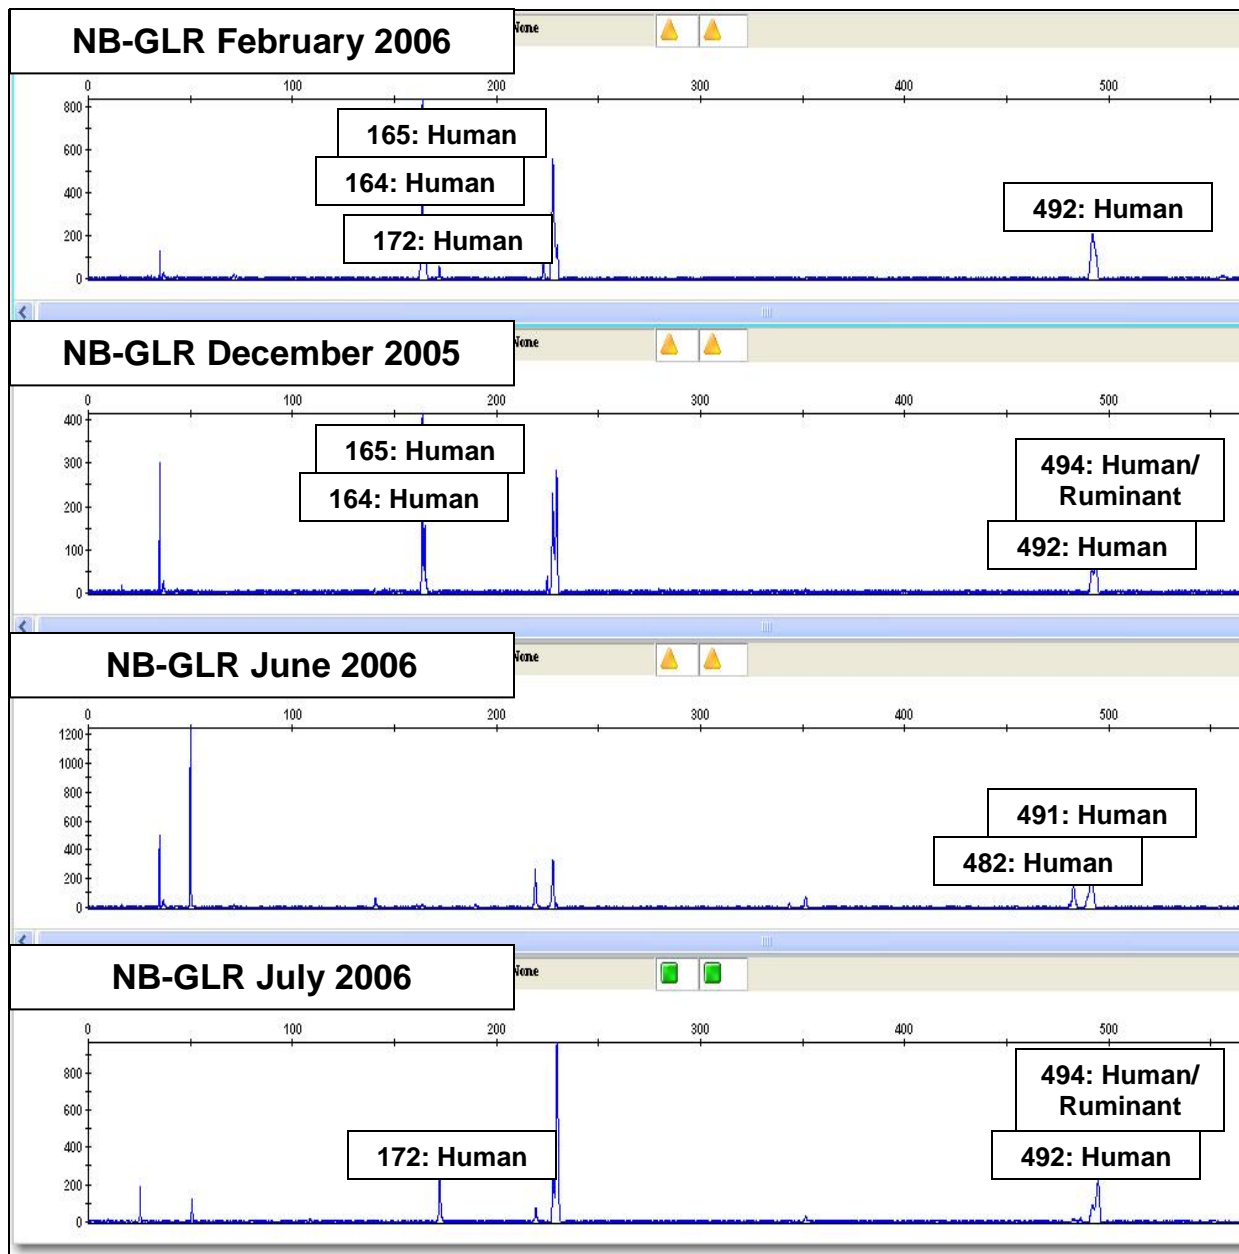 NB-GLR February 2006
None
0 100 200 300 400 500
800
600
400
200
0
165: Human
164: Human
172: Human
492: Human
NB-GLR December 2005
None
0 100 200 300 400 500
400
300
200
100
0
165: Human
164: Human
494: Human/
Ruminant
492: Human
NB-GLR June 2006
None
0 100 200 300 400 500
1200
1000
800
600
400
200
0
491: Human
482: Human
NB-GLR July 2006
None
0 100 200 300 400 500
800
600
400
200
0
172: Human
494: Human/
Ruminant
492: Human